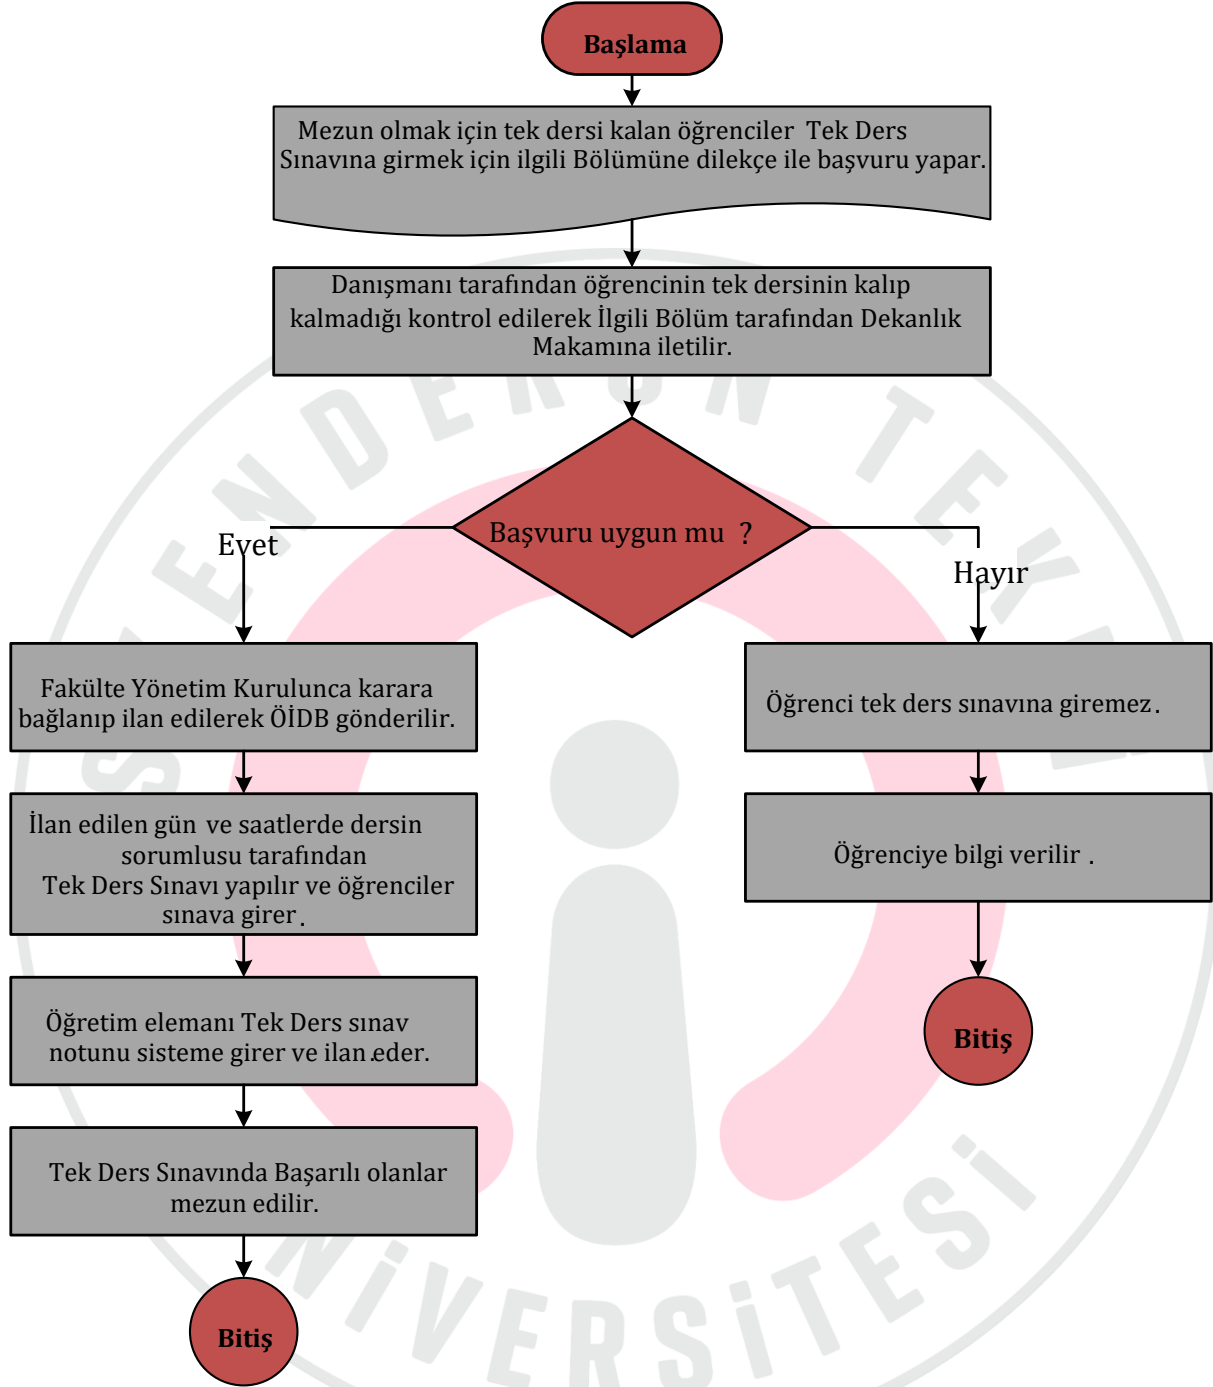 Başlama
Mezun olmak için tek dersi kalan öğrenciler Tek Ders
Sınavına girmek için ilgili Bölümüne dilekçe ile başvuru yapar.
Danışmanı tarafından öğrencinin tek dersinin kalıp
kalmadığı kontrol edilerek İlgili Bölüm tarafından Dekanlık
Makamına iletilir.
Başvuru uygun mu ?
Evet
Hayır
Fakülte Yönetim Kurulunca karara
bağlanıp ilan edilerek ÖİDB gönderilir.
Öğrenci tek ders sınavına giremez.
İlan edilen gün ve saatlerde dersin
sorumlusu tarafından
Tek Ders Sınavı yapılır ve öğrenciler
sınava girer.
Öğrenciye bilgi verilir .
Öğretim elemanı Tek Ders sınav
notunu sisteme girer ve ilan.eder.
Bitiş
Tek Ders Sınavında Başarılı olanlar
mezun edilir.
Bitiş